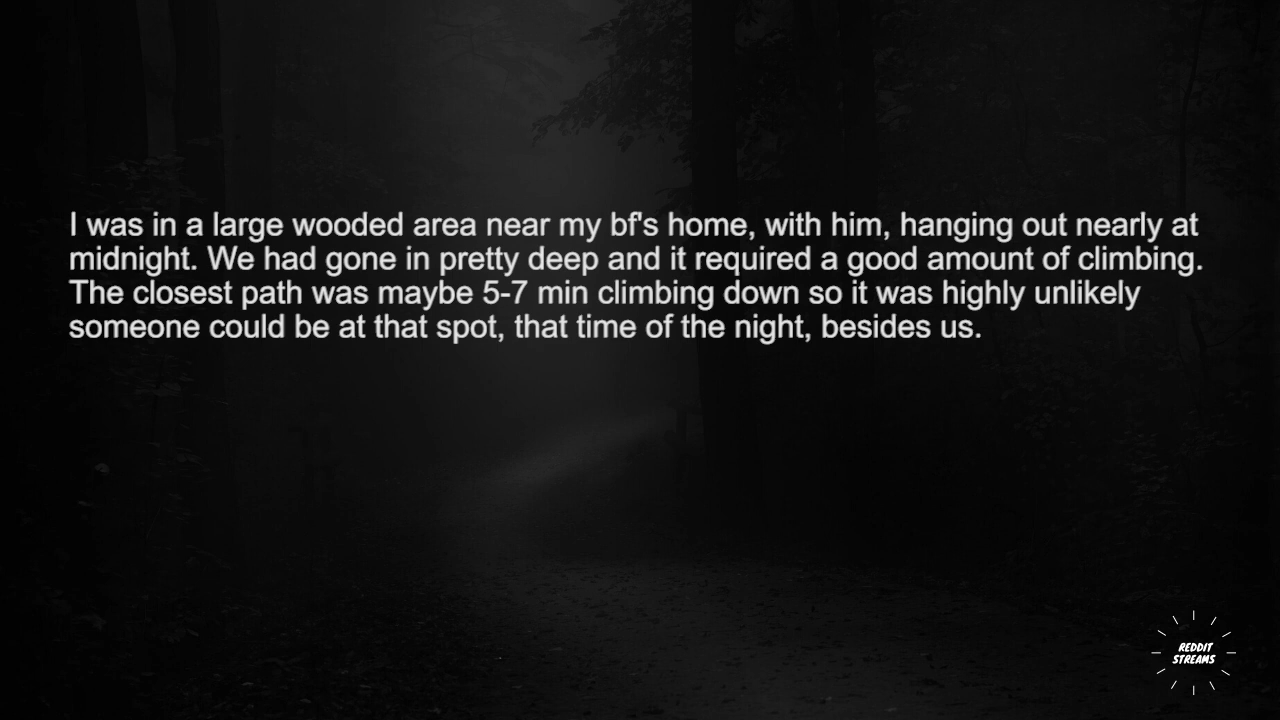 I was in a large wooded area near my bf's home, with him, hanging out nearly at
midnight. We had gone in pretty deep and it required a good amount of climbing.
The closest path was maybe 5-7 min climbing down so it was highly unlikely
someone could be at that spot, that time of the night, besides us.
REDDIT
STREAMS